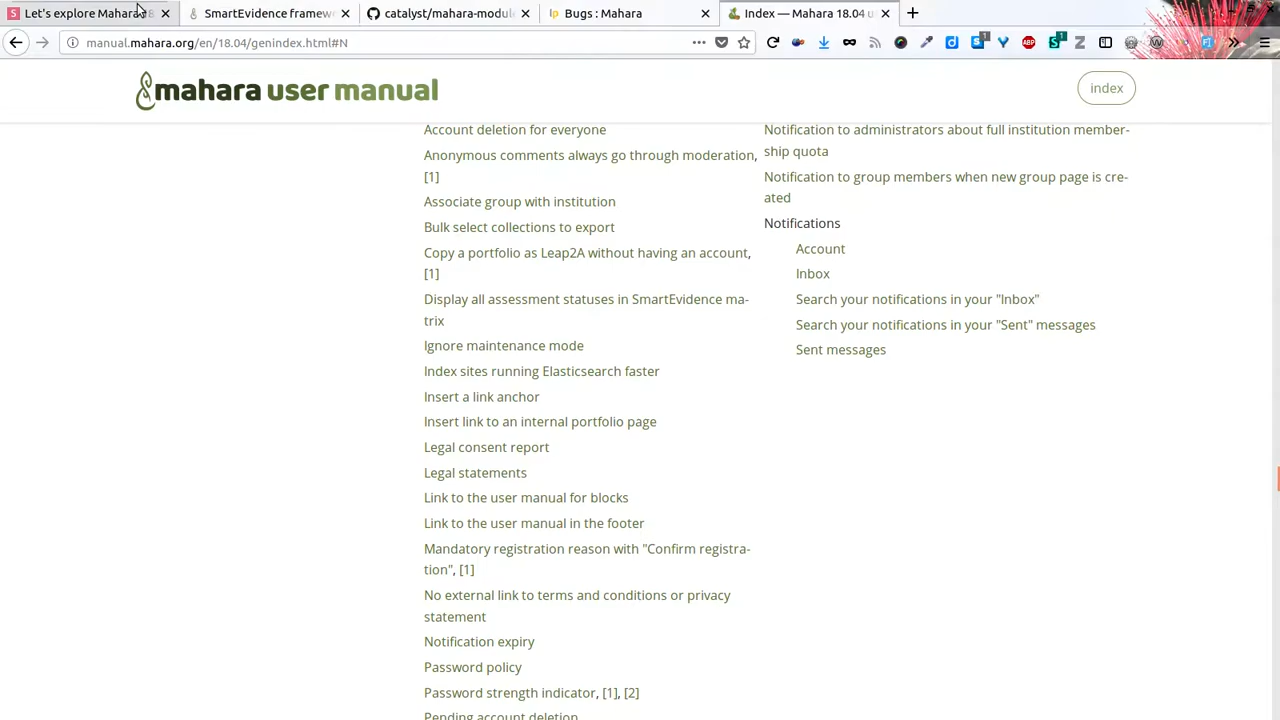 Let's explore Mahara
SmartEvidence framew
catalyst/mahara-module
Bugs : Mahara
Index — Mahara 18.04 u
manual.mahara.org/en/18.04/genindex.html#N
mahara user manual
index
Account deletion for everyone
Anonymous comments always go through moderation,
[1]
Associate group with institution
Bulk select collections to export
Copy a portfolio as Leap2A without having an account,
[1]
Display all assessment statuses in SmartEvidence ma-
trix
Ignore maintenance mode
Index sites running Elasticsearch faster
Insert a link anchor
Insert link to an internal portfolio page
Legal consent report
Legal statements
Link to the user manual for blocks
Link to the user manual in the footer
Mandatory registration reason with "Confirm registra-
tion", [1]
No external link to terms and conditions or privacy
statement
Notification expiry
Password policy
Password strength indicator, [1], [2]
Pending account deletion
Notification to administrators about full institution member-
ship quota
Notification to group members when new group page is cre-
ated
Notifications
Account
Inbox
Search your notifications in your "Inbox"
Search your notifications in your "Sent" messages
Sent messages